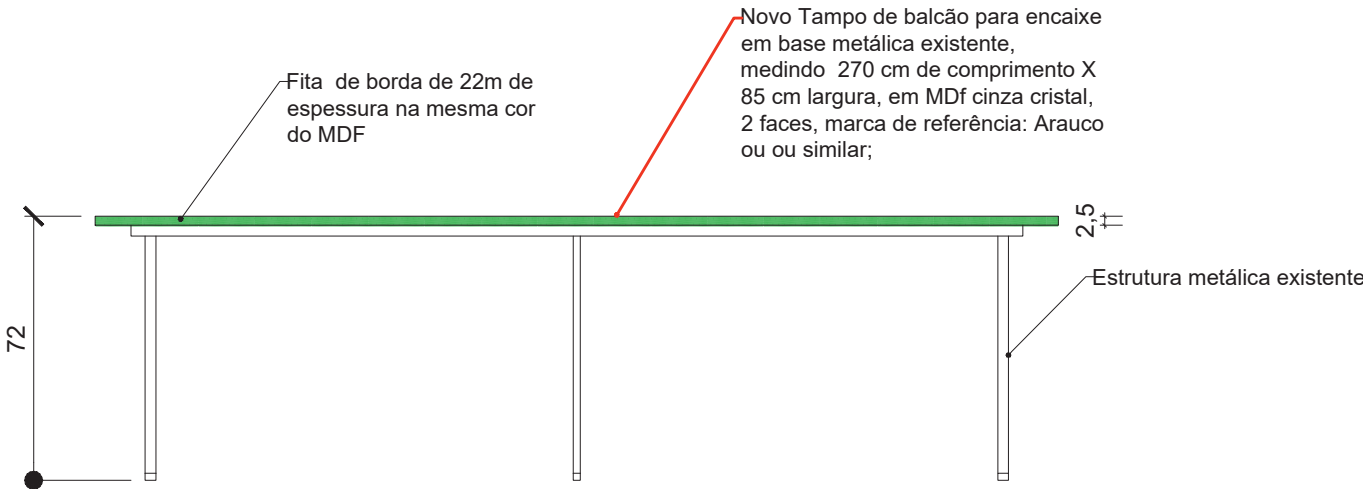 Novo Tampo de balcão para encaixe
em base metálica existente,
medindo  270 cm de comprimento X
85 cm largura, em MDf cinza cristal,
2 faces, marca de referência: Arauco
ou ou similar;
Fita  de borda de 22m de
espessura na mesma cor
do MDF
2,5
Estrutura metálica existente
72